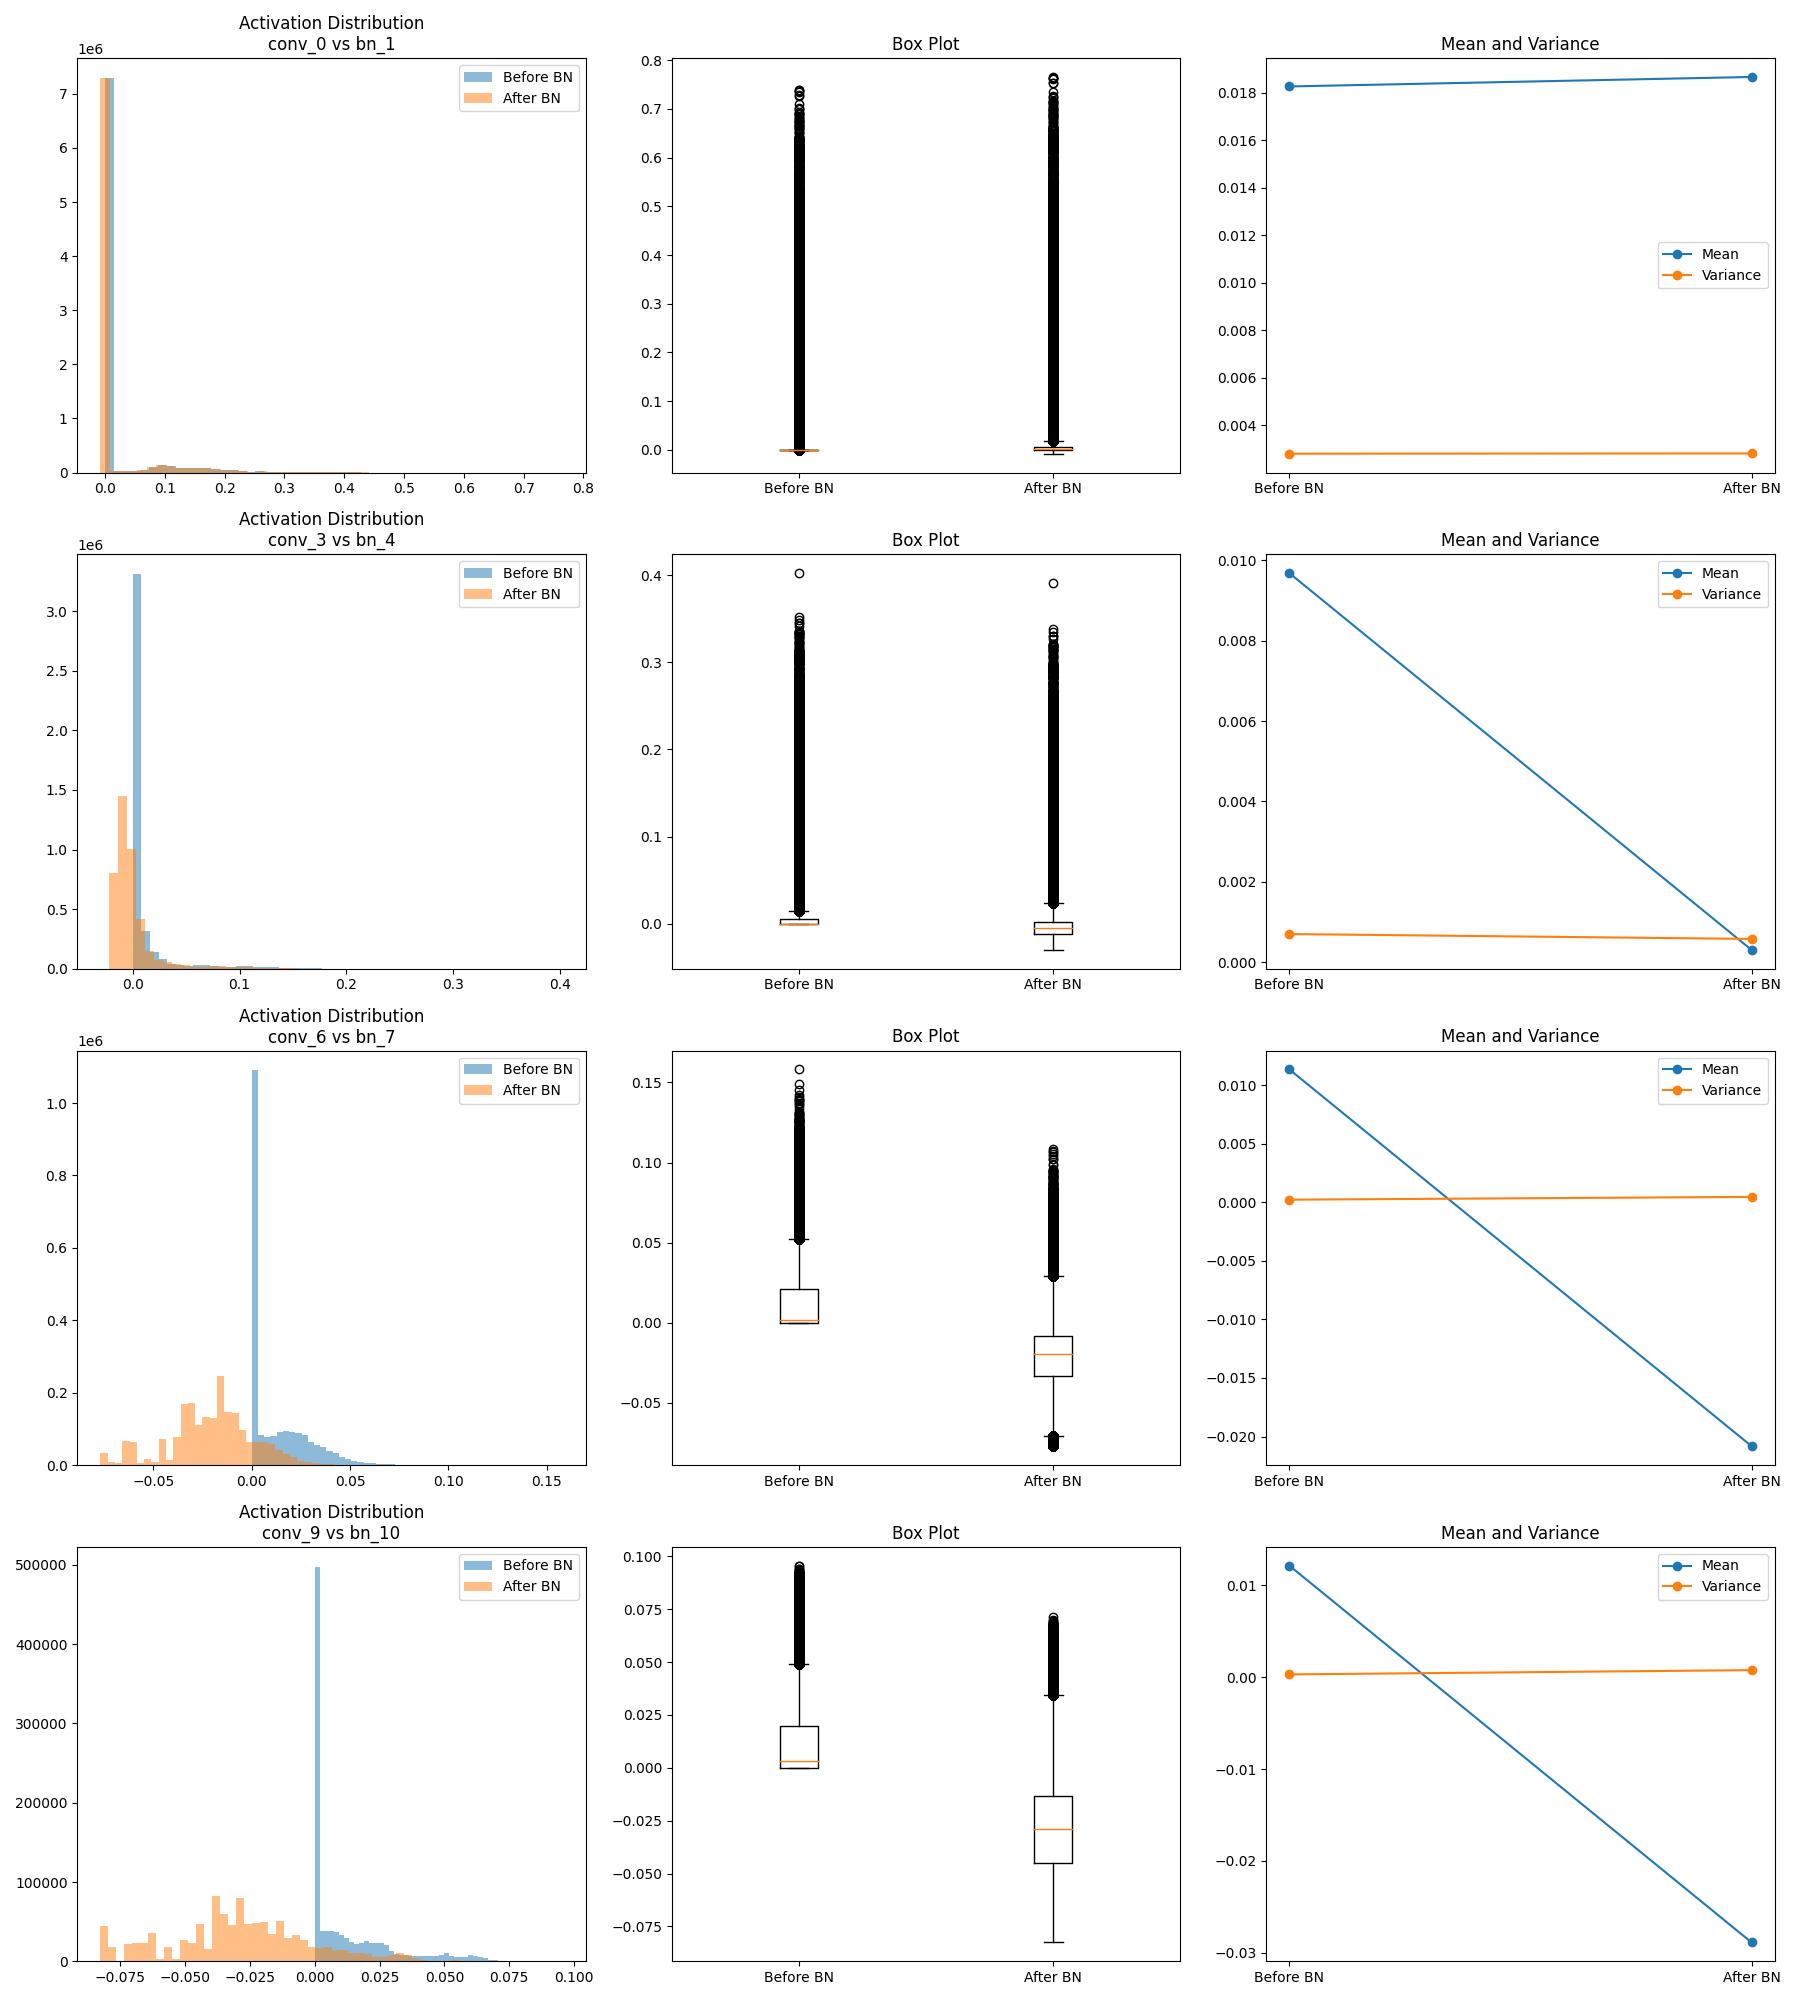 Activation Distribution
conv_0 vs bn_1
1e6
Before BN
After BN
7
6
5
4
3
2
1
0
0.0 0.1 0.2 0.3 0.4 0.5 0.6 0.7 0.8
Box Plot
0.8
0.7
0.6
0.5
0.4
0.3
0.2
0.1
0.0
Before BN After BN
Mean and Variance
0.018
0.016
0.014
0.012
0.010
0.008
0.006
0.004
Mean
Variance
Before BN After BN
Activation Distribution
conv_3 vs bn_4
1e6
Before BN
After BN
3.0
2.5
2.0
1.5
1.0
0.5
0.0
0.0 0.1 0.2 0.3 0.4
Box Plot
0.4
0.3
0.2
0.1
0.0
Before BN After BN
Mean and Variance
0.010
0.008
0.006
0.004
0.002
0.000
Mean
Variance
Before BN After BN
Activation Distribution
conv_6 vs bn_7
1e6
Before BN
After BN
1.0
0.8
0.6
0.4
0.2
0.0
−0.05 0.00 0.05 0.10 0.15
Box Plot
0.15
0.10
0.05
0.00
−0.05
Before BN After BN
Mean and Variance
0.010
0.005
0.000
−0.005
−0.010
−0.015
−0.020
Mean
Variance
Before BN After BN
Activation Distribution
conv_9 vs bn_10
Before BN
After BN
500000
400000
300000
200000
100000
0
−0.075 −0.050 −0.025 0.000 0.025 0.050 0.075 0.100
Box Plot
0.100
0.075
0.050
0.025
0.000
−0.025
−0.050
−0.075
Before BN After BN
Mean and Variance
0.01
0.00
−0.01
−0.02
−0.03
Mean
Variance
Before BN After BN